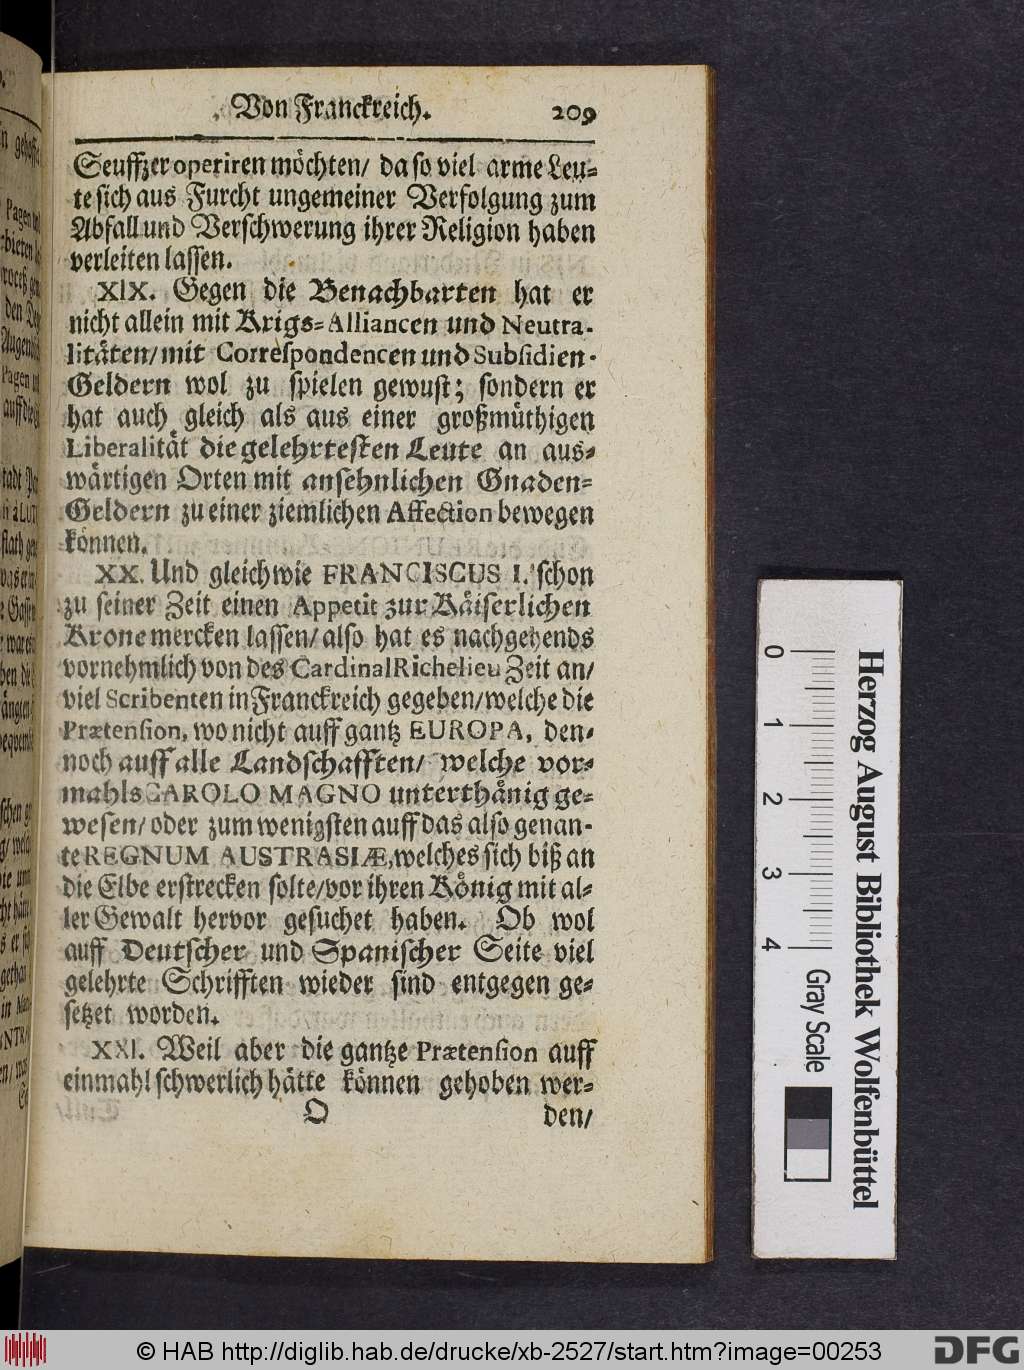 Von Franckreich. 209
Seuffzer operiren möchten/ da so viel arme Leu-
te sich aus Furcht ungemeiner Verfolgung zum
Abfall und Verschwerung ihrer Religion haben
verleiten lassen.
XIX. Gegen die Benachbarten hat er
nicht allein mit Krigs-Alliancen und Neutra-
litäten/ mit Correspondencen und Subsidien-
Geldern wol zu spielen gewust; sondern er
hat auch gleich als aus einer großmüthigen
Liberalität die gelehrtesten Leute an aus-
wärtigen Orten mit ansehnlichen Gnaden-
Geldern zu einer ziemlichen Affection bewegen
können.
XX. Und gleichwie FRANCISCUS I. schon
zu seiner Zeit einen Appetit zur Käiserlichen
Krone mercken lassen/ also hat es nachgehends
vornehmlich von des Cardinal Richelieu Zeit an/
viel Scribenten in Franckreich gegeben/ welche die
Prætension, wo nicht auff gantz EUROPA, den-
noch auff alle Landschafften/ welche vor-
mahls CAROLO MAGNO unterthänig ge-
wesen/ oder zum wenigsten auff das also genan-
te REGNUM AUSTRASIÆ, welches sich biß an
die Elbe erstrecken solte/ vor ihren König mit al-
ler Gewalt hervor gesuchet haben. Ob wol
auff Deutscher und Spanischer Seite viel
gelehrte Schrifften wieder sind entgegen ge-
setzet worden.
XXI. Weil aber die gantze Prætension auff
einmahl schwerlich hätte können gehoben wer-
O den/
0 1 2 3 4 Gray Scale
Herzog August Bibliothek Wolfenbüttel
© HAB http://diglib.hab.de/drucke/xb-2527/start.htm?image=00253
DFG